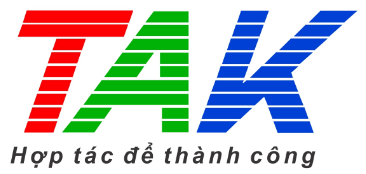 TAK
Hợp tác để thành công